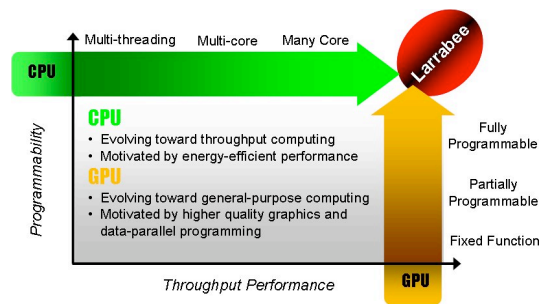 Multi-threading Multi-core Many Core
CPU
Larrabee
CPU
• Evolving toward throughput computing
• Motivated by energy-efficient performance
GPU
• Evolving toward general-purpose computing
• Motivated by higher quality graphics and
data-parallel programming
Fully
Programmable
Partially
Programmable
Fixed Function
Programmability
Throughput Performance
GPU